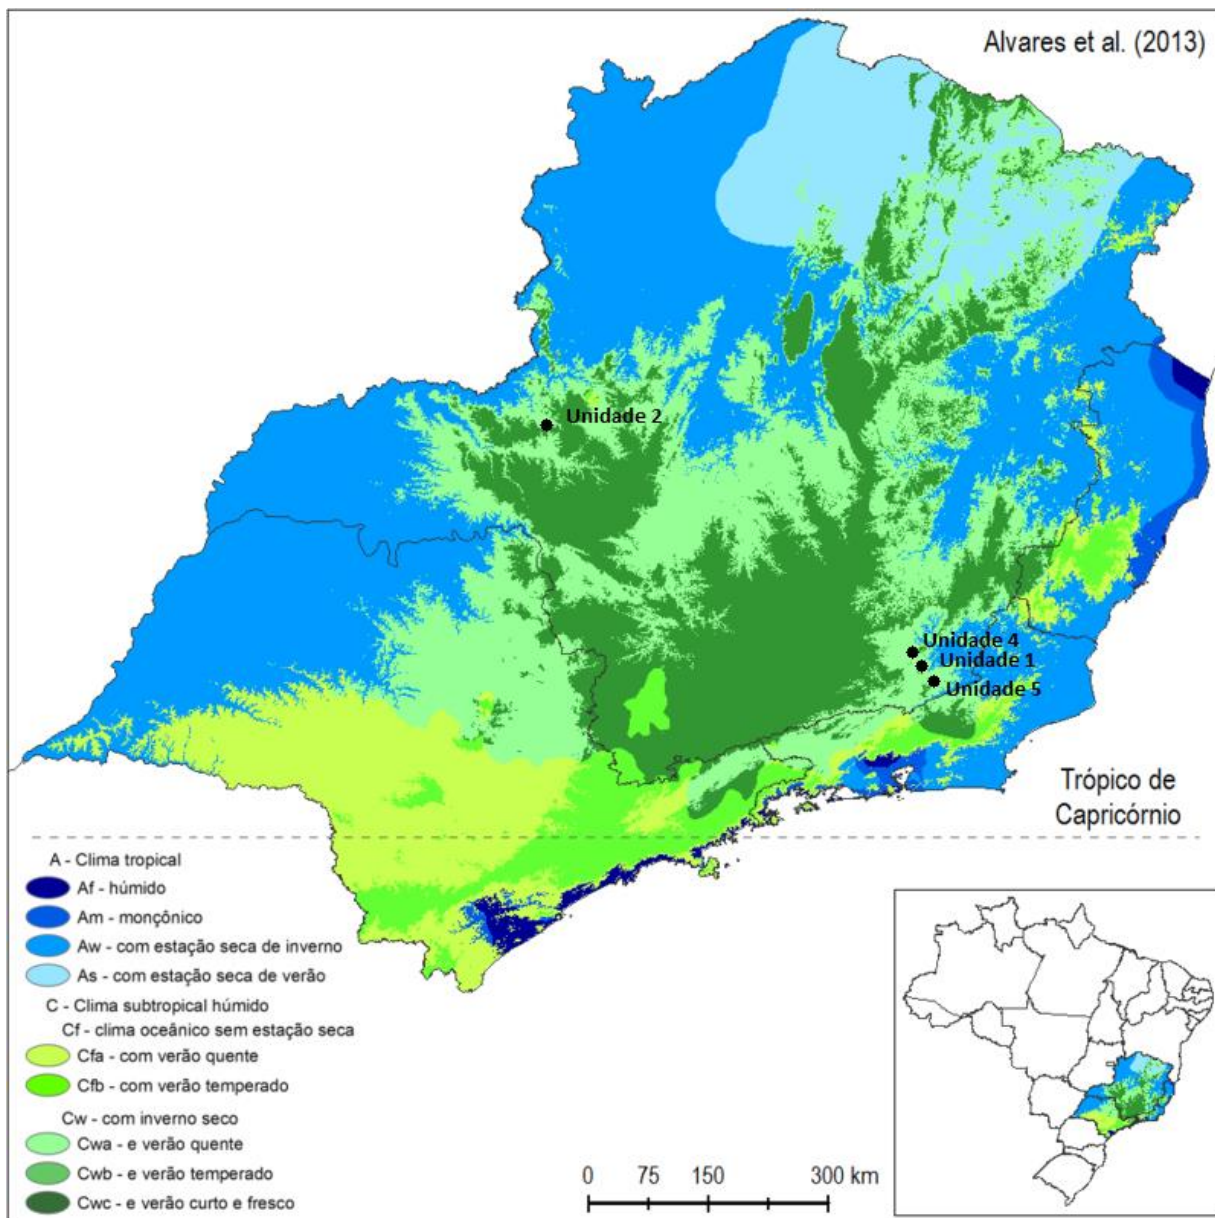 Alvares et al. (2013)
Unidade 2
Unidade 4
Unidade 1
Unidade 5
Trópico de
Capricórnio
A - Clima tropical
Af - húmido
Am - monçônico
Aw - com estação seca de inverno
As - com estação seca de verão
C - Clima subtropical húmido
Cf - clima oceánico sem estação seca
Cfa - com verão quente
Cfb - com verão temperado
Cw - com inverno seco
Cwa - e verão quente
Cwb - e verão temperado
Cwc - e verão curto e fresco
0 75 150 300 km